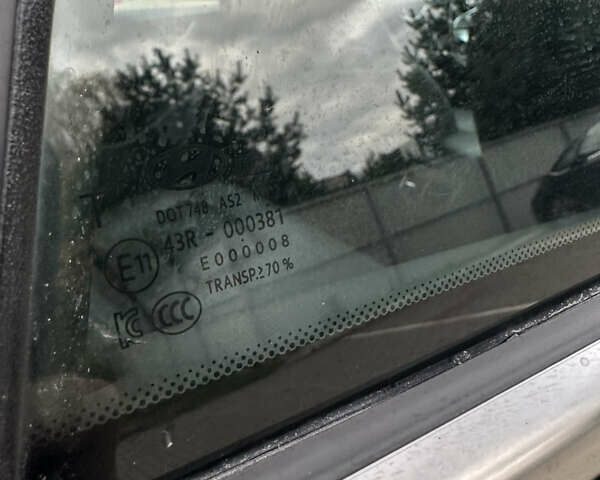 DOT748 AS2
43R - 000381
E11
E000008
TRANSP.≥70 %
CCC